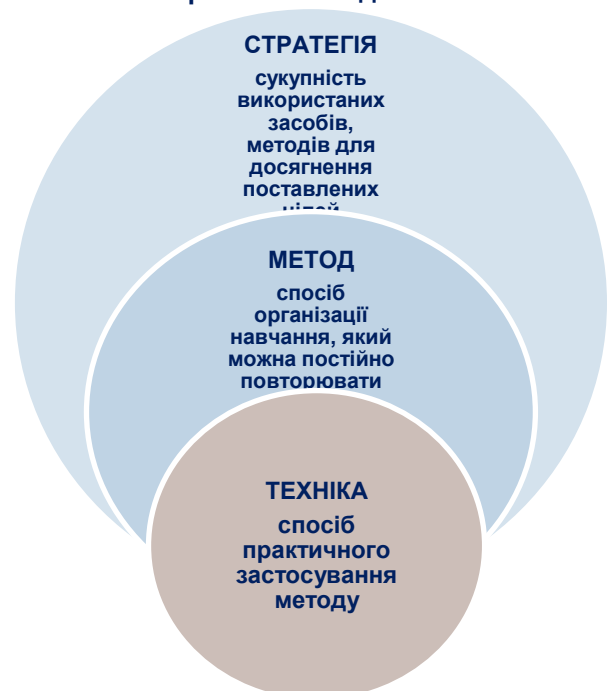 СТРАТЕГІЯ
сукупність
використаних
засобів,
методів для
досягнення
поставлених
цілей
МЕТОД
спосіб
організації
навчання, який
можна постійно
повторювати
ТЕХНІКА
спосіб
практичного
застосування
методу